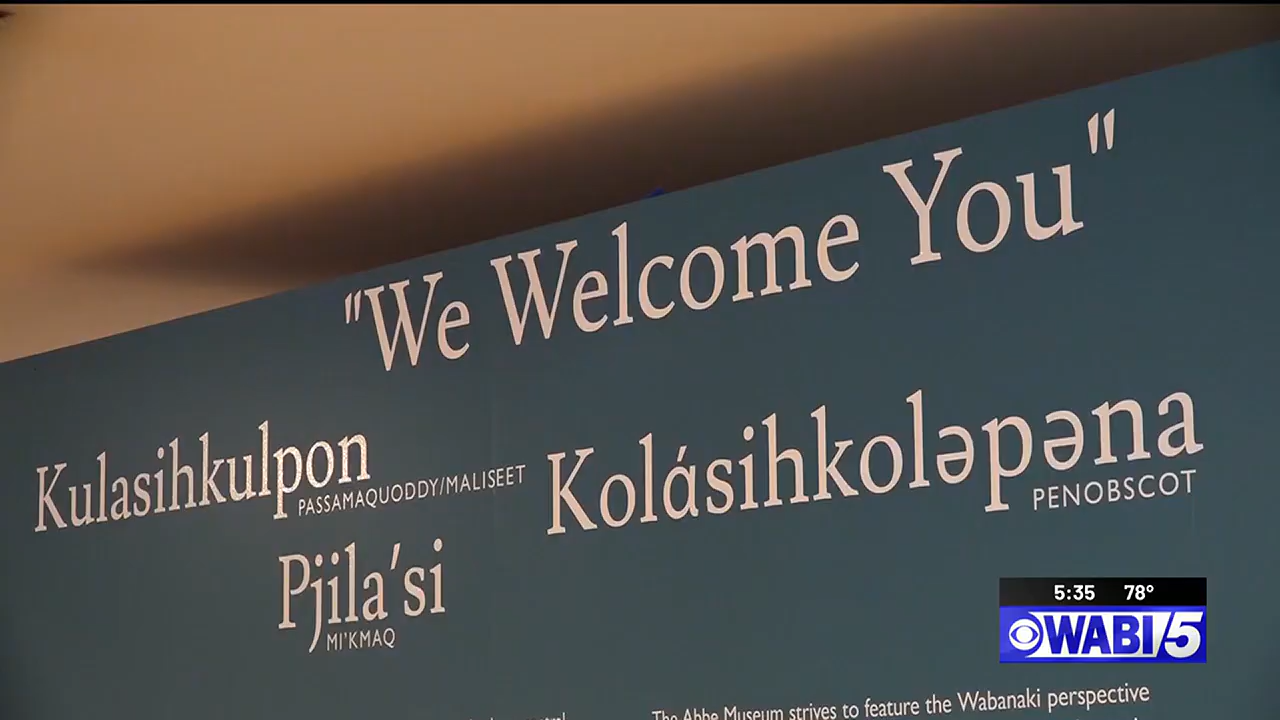 "We Welcome You"
Kulasihkulpon
PASSAMAQUODDY/MALISEET
Kolásihkoləpəna
PENOBSCOT
Pjila'si
MI'KMAQ
The Abbe Museum strives to feature the Wabanaki perspective
5:35 78°
WABI 5